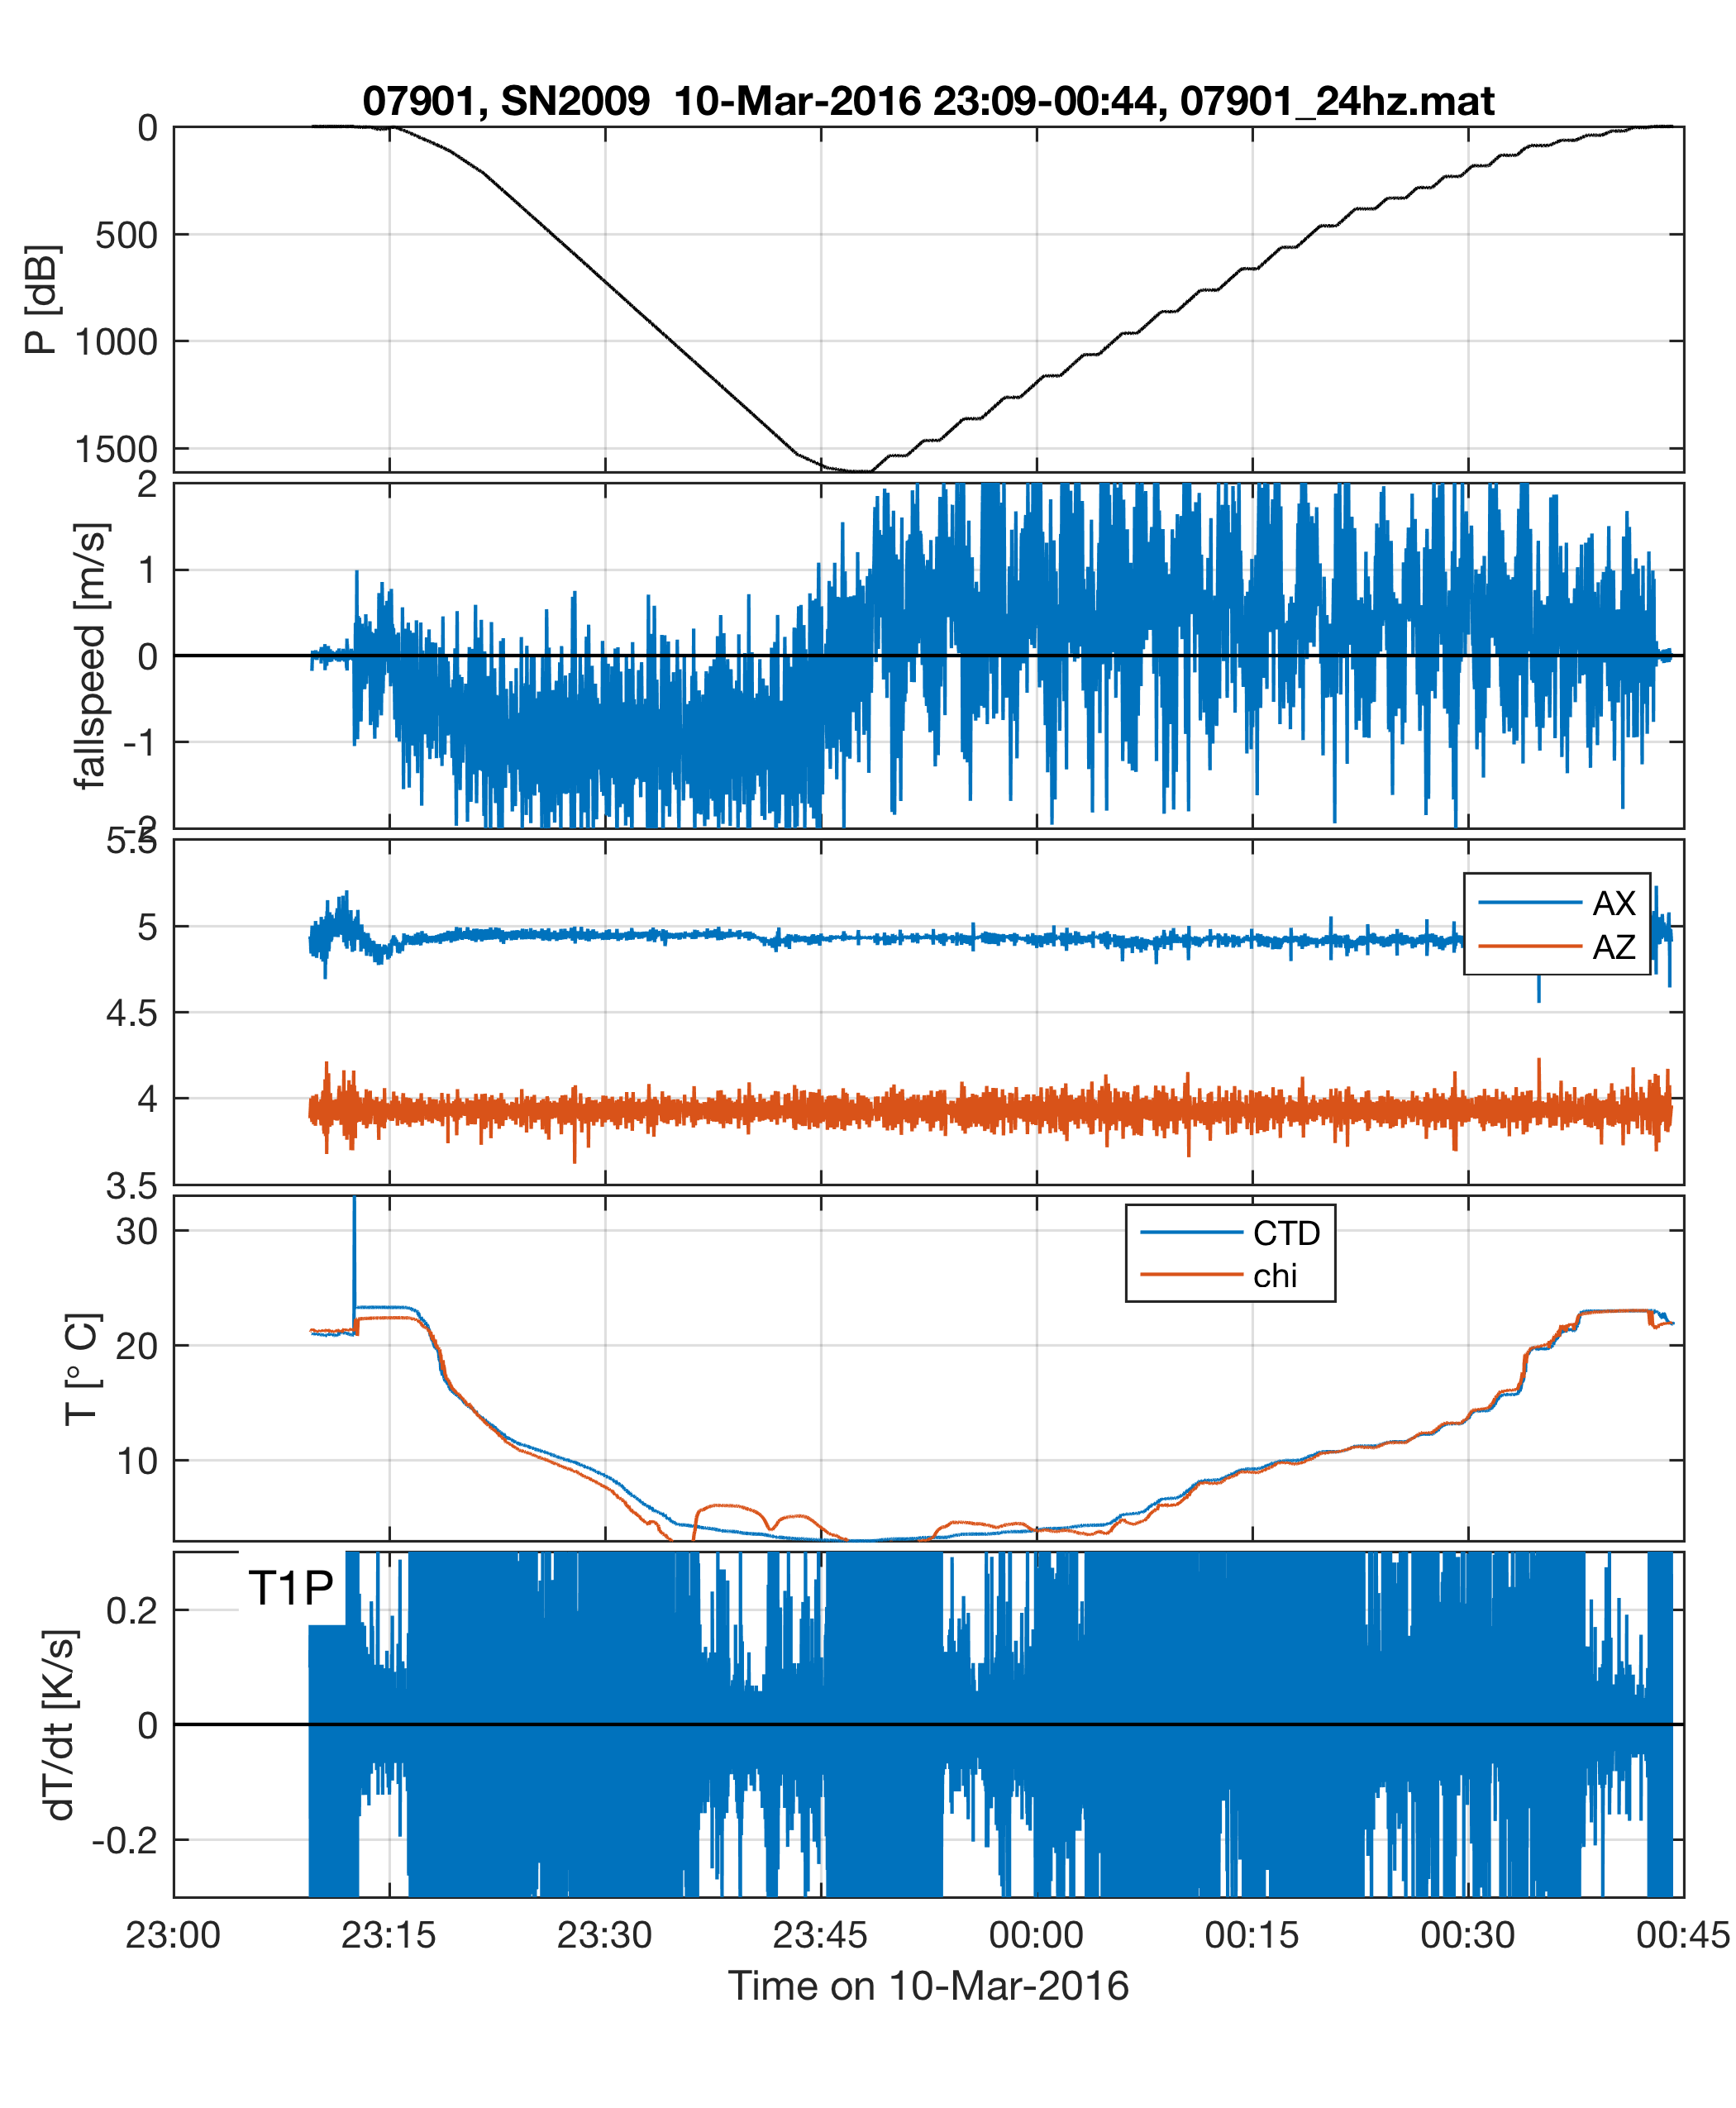 07901, SN2009  10-Mar-2016 23:09-00:44, 07901_24hz.mat
0
500
1000
1500
P [dB]
2
1
0
-1
-2
fallspeed [m/s]
5.5
5
4.5
4
3.5
AX
AZ
30
20
10
T [° C]
CTD
chi
T1P
0.2
0
-0.2
dT/dt [K/s]
23:00 23:15 23:30 23:45 00:00 00:15 00:30 00:45
Time on 10-Mar-2016